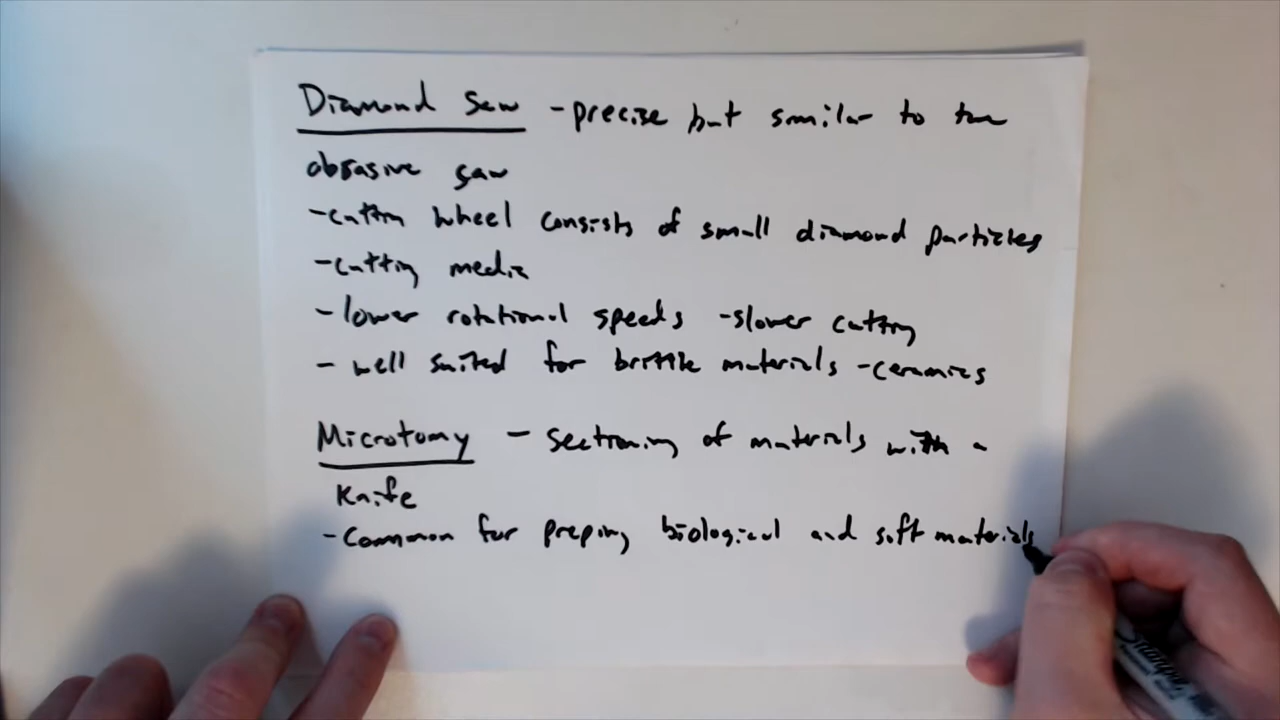 Diamond Saw - precise but similar to the
abrasive saw
- cutting wheel consists of small diamond particles
- cutting media
- lower rotational speeds - slower cutting
- well suited for brittle materials - ceramics
Microtomy - sectioning of materials with a
Knife
- Common for preping biological and soft materials
Sharpie